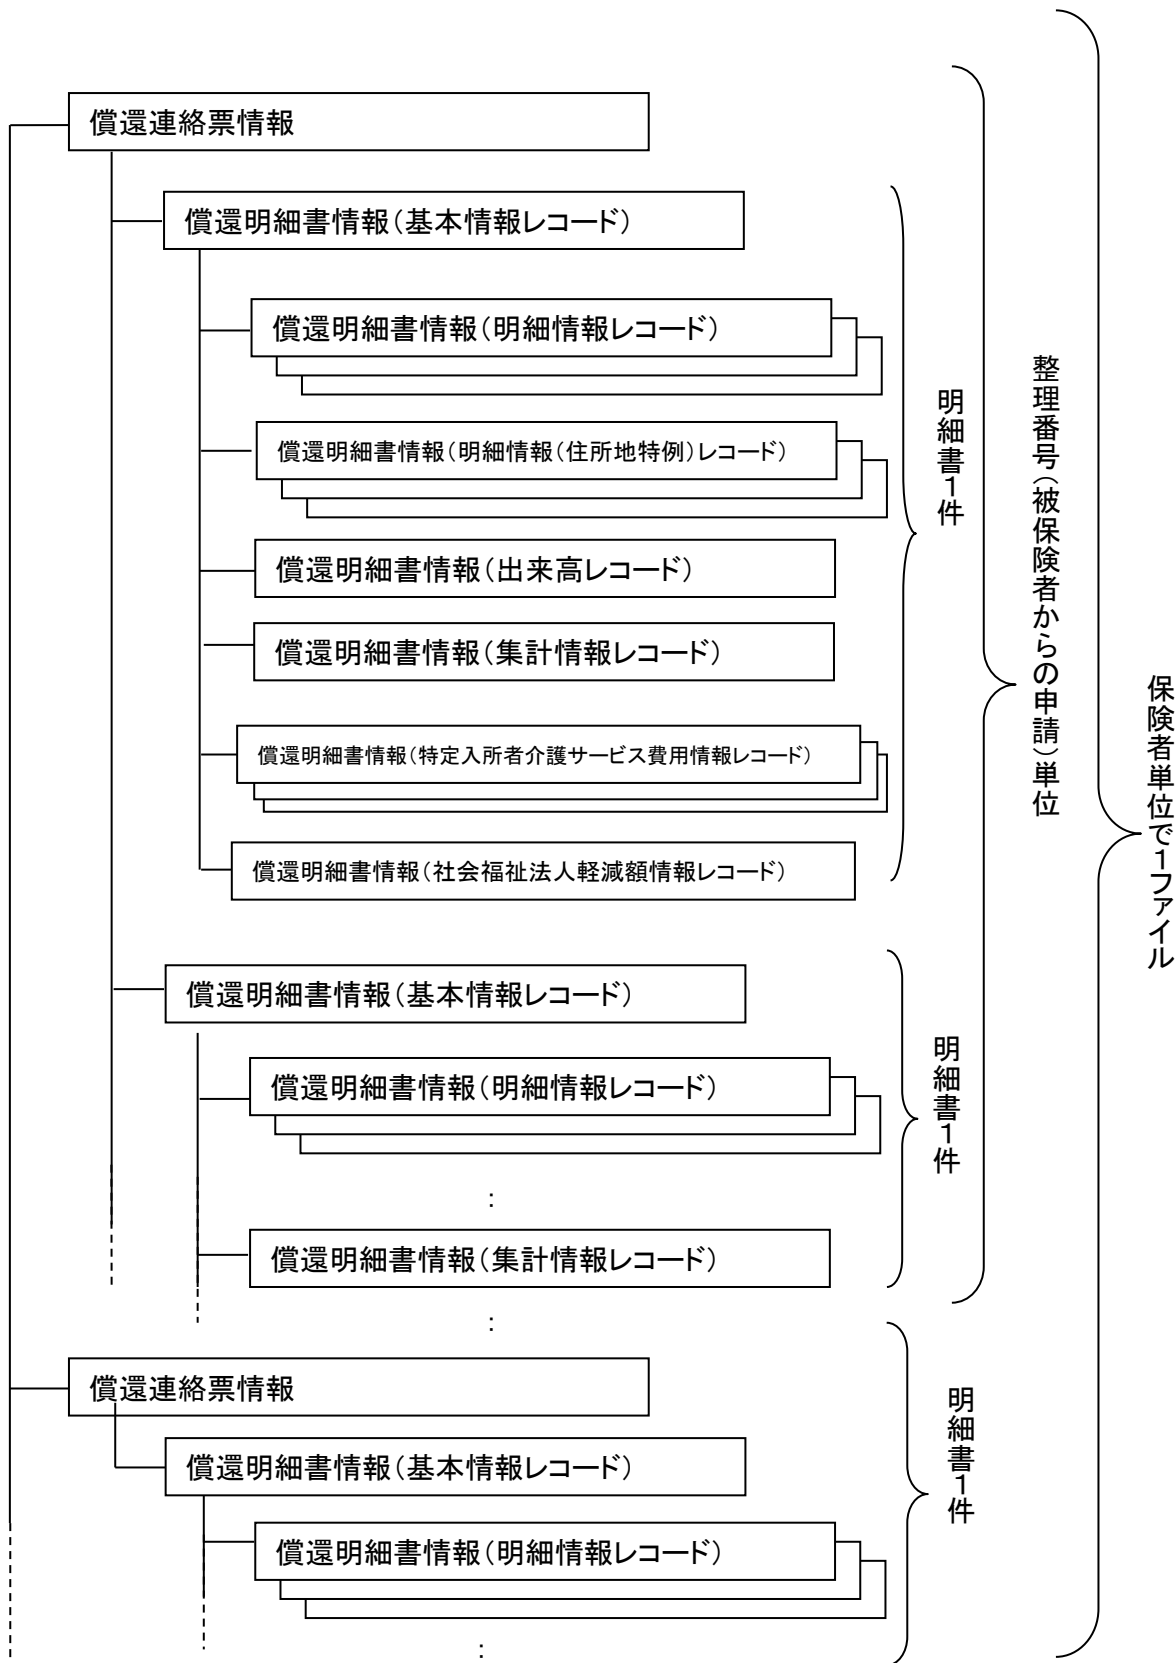 償還連絡票情報
償還明細書情報（基本情報レコード）
償還明細書情報（明細情報レコード）
償還明細書情報（明細情報（住所地特例）レコード）
償還明細書情報（出来高レコード）
償還明細書情報（集計情報レコード）
償還明細書情報（特定入所者介護サービス費用情報レコード）
償還明細書情報（社会福祉法人軽減額情報レコード）
明細書１件
償還明細書情報（基本情報レコード）
償還明細書情報（明細情報レコード）
：
償還明細書情報（集計情報レコード）
明細書１件
：
整理番号（被保険者からの申請）単位
償還連絡票情報
償還明細書情報（基本情報レコード）
償還明細書情報（明細情報レコード）
：
明細書１件
保険者単位で１ファイル